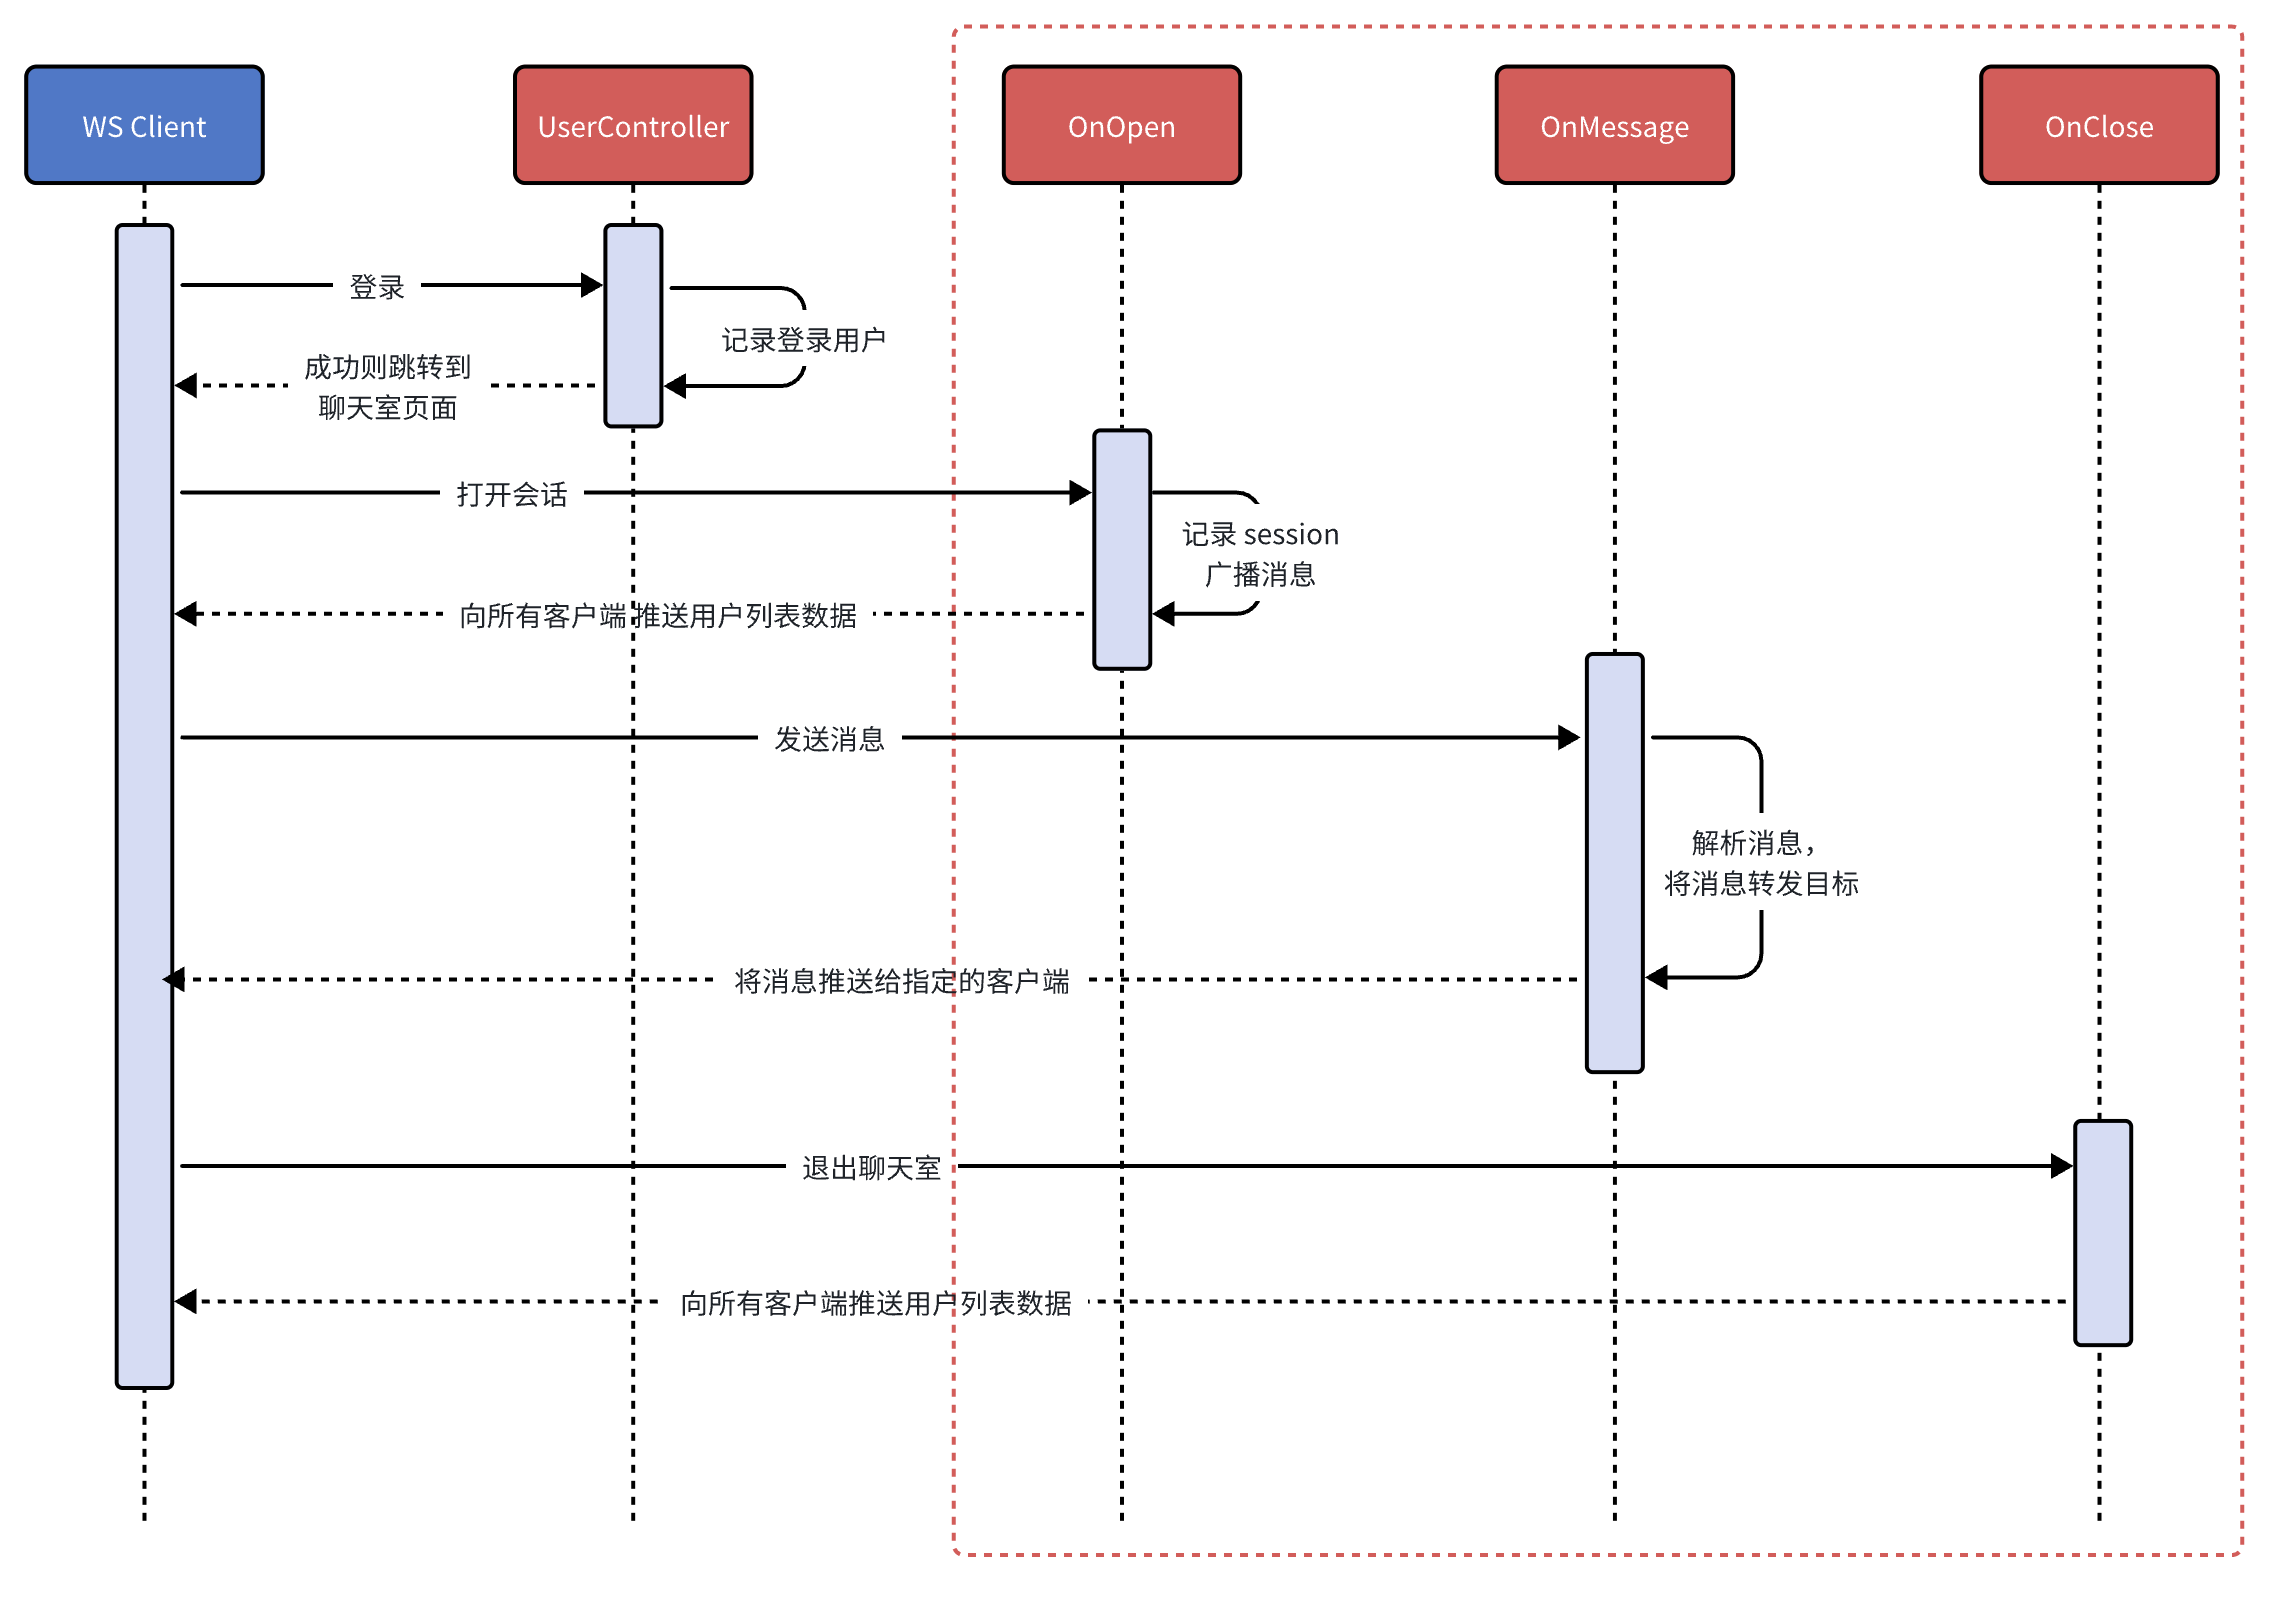 WS Client
UserController
OnOpen
OnMessage
OnClose
登录
记录登录用户
成功则跳转到
聊天室页面
打开会话
记录 session
广播消息
向所有客户端 推送用户列表数据
发送消息
解析消息，
将消息转发目标
将消息推送给指定的客户端
退出聊天室
向所有客户端推送用户列表数据